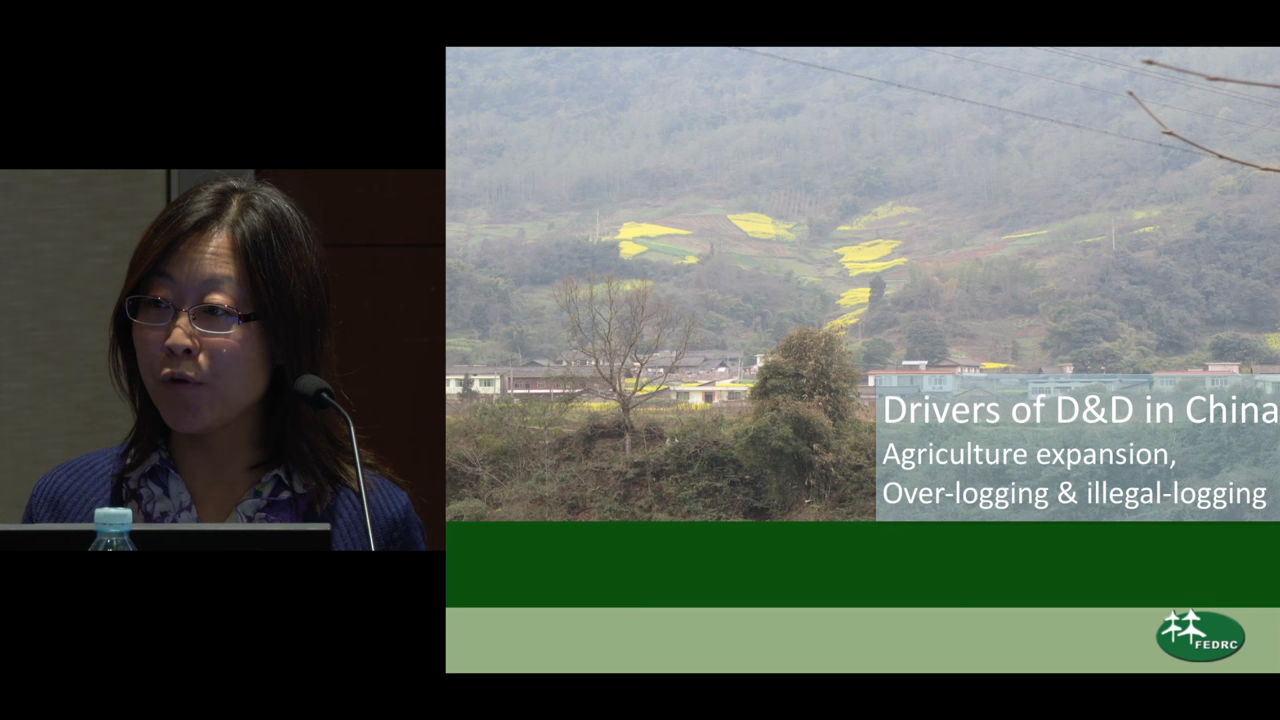 Drivers of D&D in China
Agriculture expansion,
Over-logging & illegal-logging
FEDRC